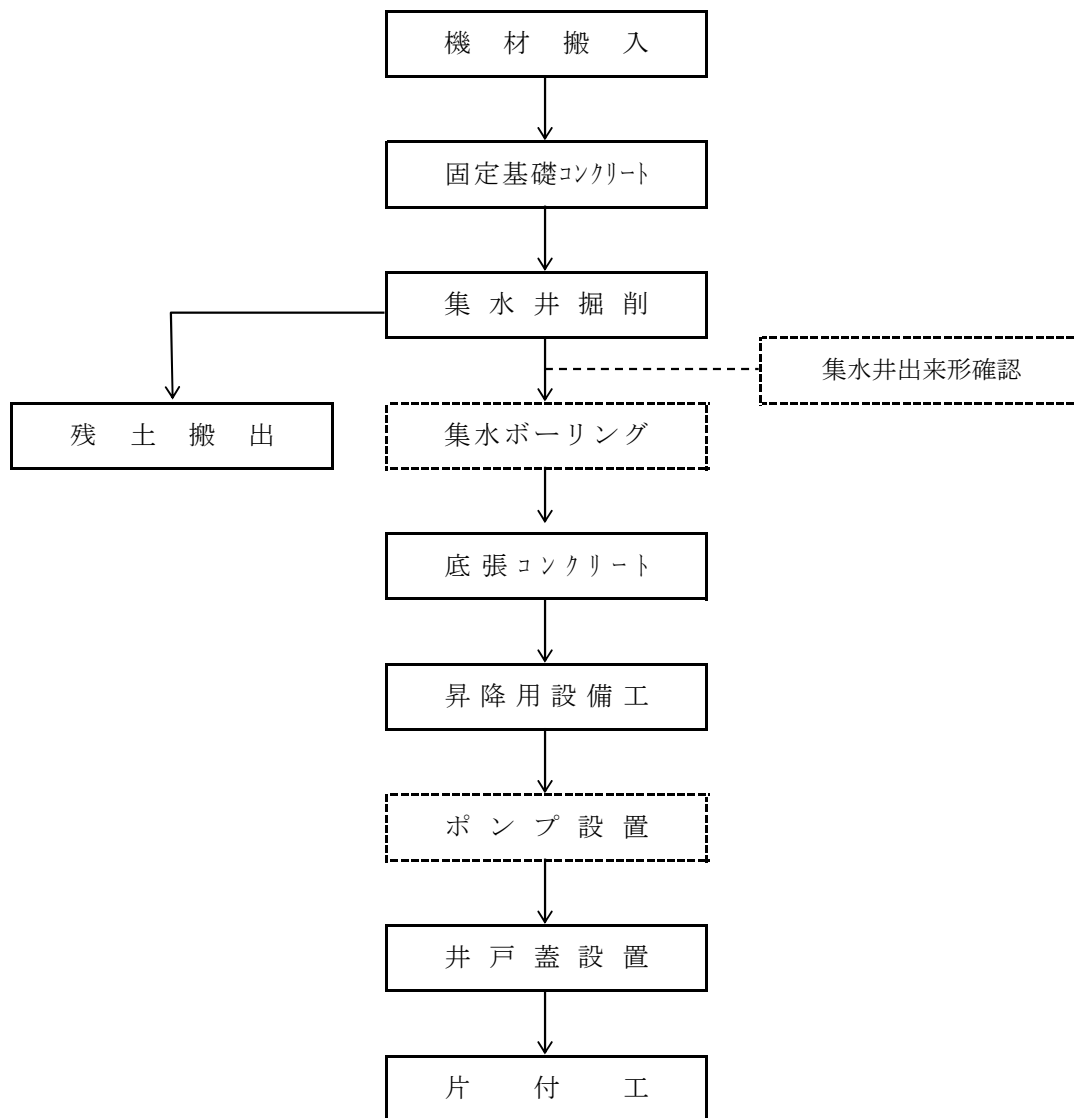 機材搬入
固定基礎コンクリート
集水井掘削
集水井出来形確認
残土搬出
集水ボーリング
底張コンクリート
昇降用設備工
ポンプ設置
井戸蓋設置
片付工